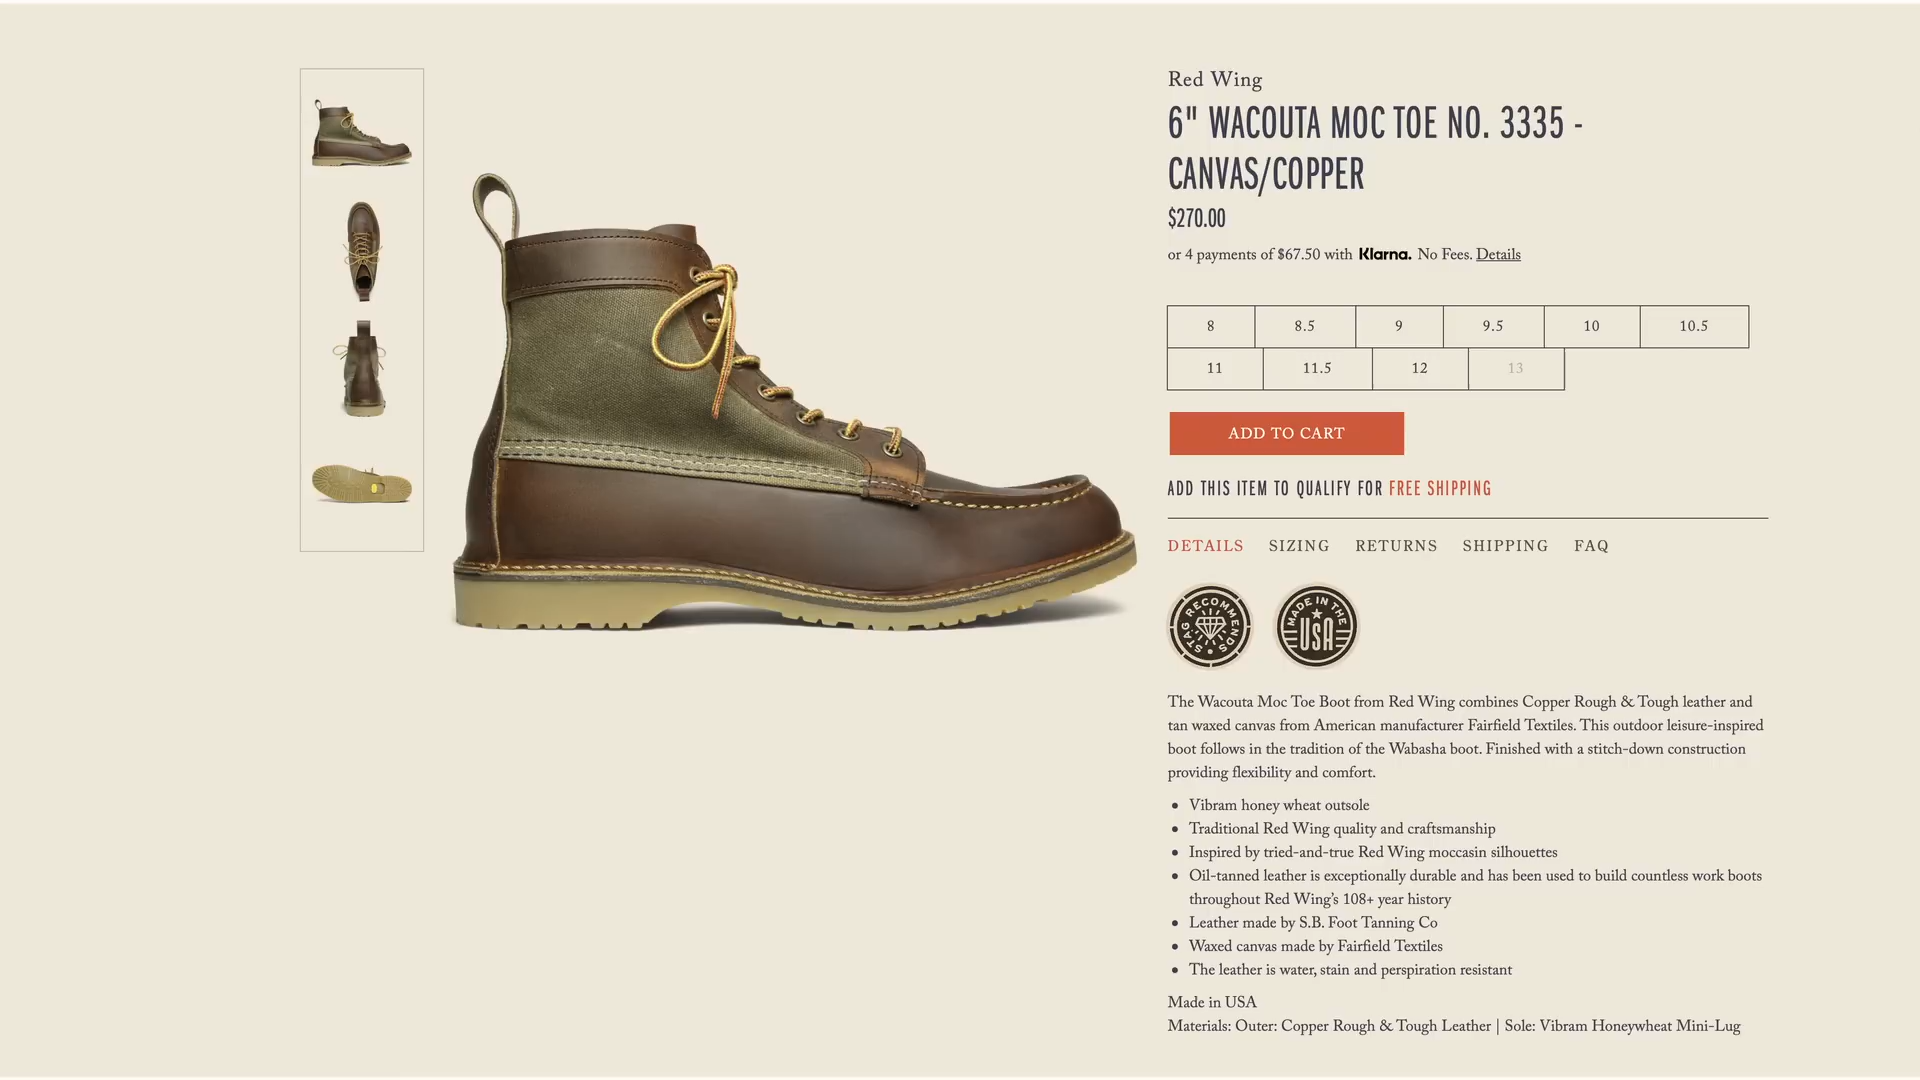 Red Wing
6" WACOUTA MOC TOE NO. 3335 -
CANVAS/COPPER
$270.00
or 4 payments of $67.50 with Klarna. No Fees. Details
8 8.5 9 9.5 10 10.5
11 11.5 12 13
ADD TO CART
ADD THIS ITEM TO QUALIFY FOR FREE SHIPPING
DETAILS SIZING RETURNS SHIPPING FAQ
STAG RECOMMENDS
MADE IN THE
USA
The Wacouta Moc Toe Boot from Red Wing combines Copper Rough & Tough leather and
tan waxed canvas from American manufacturer Fairfield Textiles. This outdoor leisure-inspired
boot follows in the tradition of the Wabasha boot. Finished with a stitch-down construction
providing flexibility and comfort.
• Vibram honey wheat outsole
• Traditional Red Wing quality and craftsmanship
• Inspired by tried-and-true Red Wing moccasin silhouettes
• Oil-tanned leather is exceptionally durable and has been used to build countless work boots
throughout Red Wing's 108+ year history
• Leather made by S.B. Foot Tanning Co
• Waxed canvas made by Fairfield Textiles
• The leather is water, stain and perspiration resistant
Made in USA
Materials: Outer: Copper Rough & Tough Leather | Sole: Vibram Honeywheat Mini-Lug